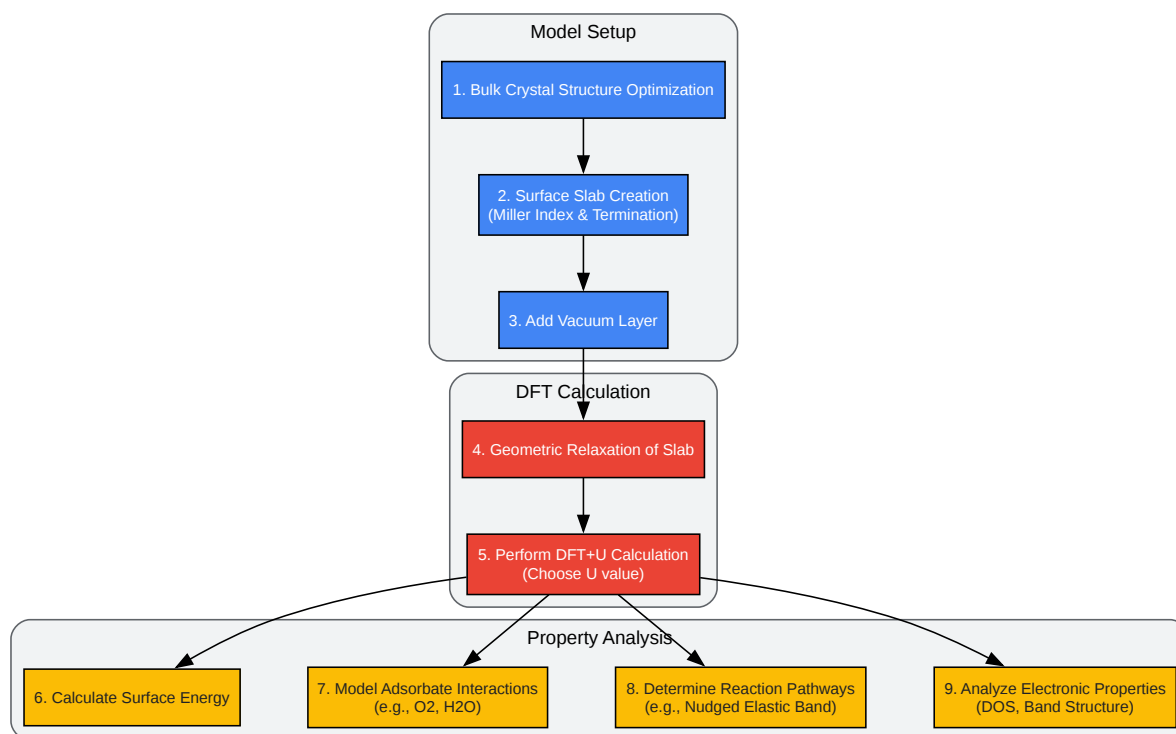 Model Setup
1. Bulk Crystal Structure Optimization
2. Surface Slab Creation
(Miller Index & Termination)
3. Add Vacuum Layer
DFT Calculation
4. Geometric Relaxation of Slab
5. Perform DFT+U Calculation
(Choose U value)
Property Analysis
6. Calculate Surface Energy
7. Model Adsorbate Interactions
(e.g., O2, H2O)
8. Determine Reaction Pathways
(e.g., Nudged Elastic Band)
9. Analyze Electronic Properties
(DOS, Band Structure)